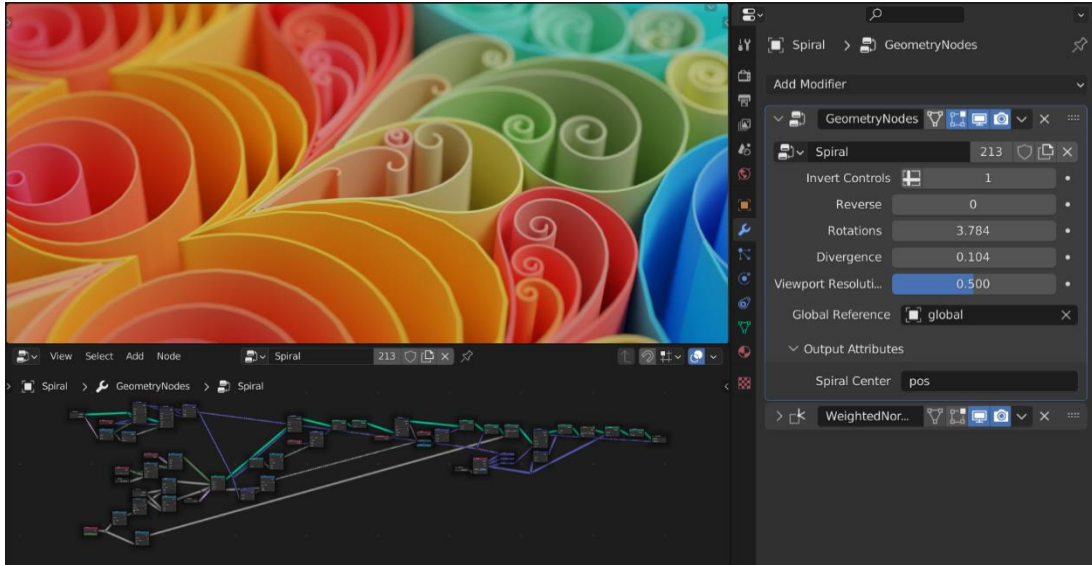 Spiral > GeometryNodes
Add Modifier
GeometryNodes
Spiral 213
Invert Controls 1
Reverse 0
Rotations 3.784
Divergence 0.104
Viewport Resoluti... 0.500
Global Reference global
Output Attributes
Spiral Center pos
WeightedNor...
View Select Add Node Spiral 213
Spiral > GeometryNodes > Spiral